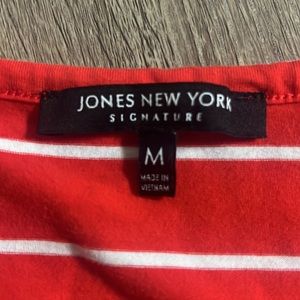 JONES NEW YORK
SIGNATURE
M
MADE IN
VIETNAM